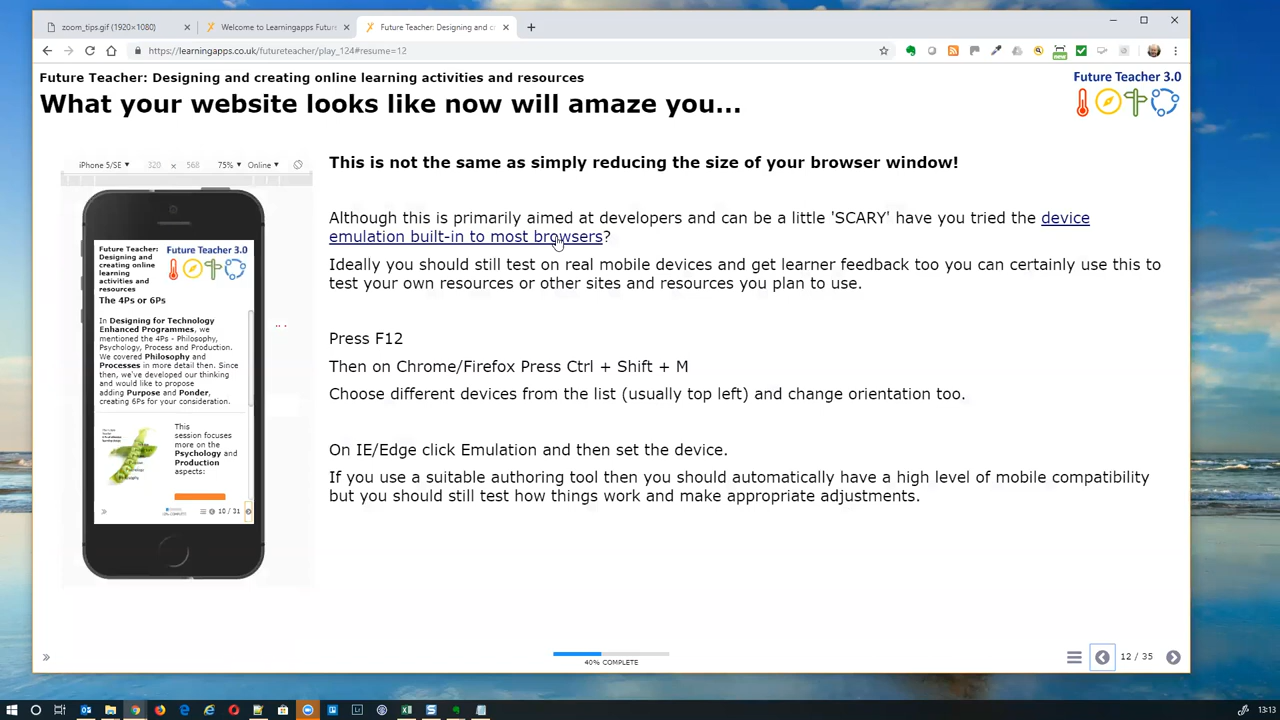 zoom_tips.gif (1920×1080)
Welcome to Learningapps Future
Future Teacher: Designing and cr
https://learningapps.co.uk/futureteacher/play_124#resume=12
Future Teacher: Designing and creating online learning activities and resources
What your website looks like now will amaze you...
Future Teacher 3.0
iPhone 5/SE ▾ 320 × 568 75% ▾ Online ▾
Future Teacher:
Designing and
creating online
learning
activities and
resources
Future Teacher 3.0
The 4Ps or 6Ps
In Designing for Technology
Enhanced Programmes, we
mentioned the 4Ps - Philosophy,
Psychology, Process and Production.
We covered Philosophy and
Processes in more detail then. Since
then, we've developed our thinking
and would like to propose
adding Purpose and Ponder,
creating 6Ps for your consideration.
This
session focuses
more on the
Psychology and
Production
aspects:
10 / 31
This is not the same as simply reducing the size of your browser window!
Although this is primarily aimed at developers and can be a little 'SCARY' have you tried the device
emulation built-in to most browsers?
Ideally you should still test on real mobile devices and get learner feedback too you can certainly use this to
test your own resources or other sites and resources you plan to use.
Press F12
Then on Chrome/Firefox Press Ctrl + Shift + M
Choose different devices from the list (usually top left) and change orientation too.
On IE/Edge click Emulation and then set the device.
If you use a suitable authoring tool then you should automatically have a high level of mobile compatibility
but you should still test how things work and make appropriate adjustments.
40% COMPLETE
12 / 35
13:13